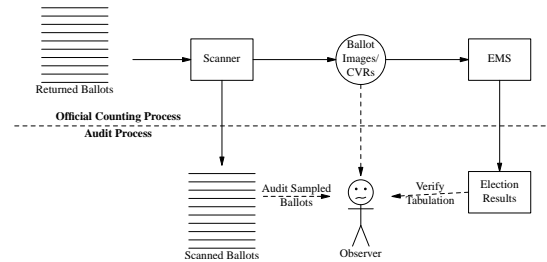 Scanner
Ballot
Images/
CVRs
EMS
Returned Ballots
Official Counting Process
Audit Process
Audit Sampled
Ballots
Verify
Tabulation
Election
Results
Scanned Ballots
Observer